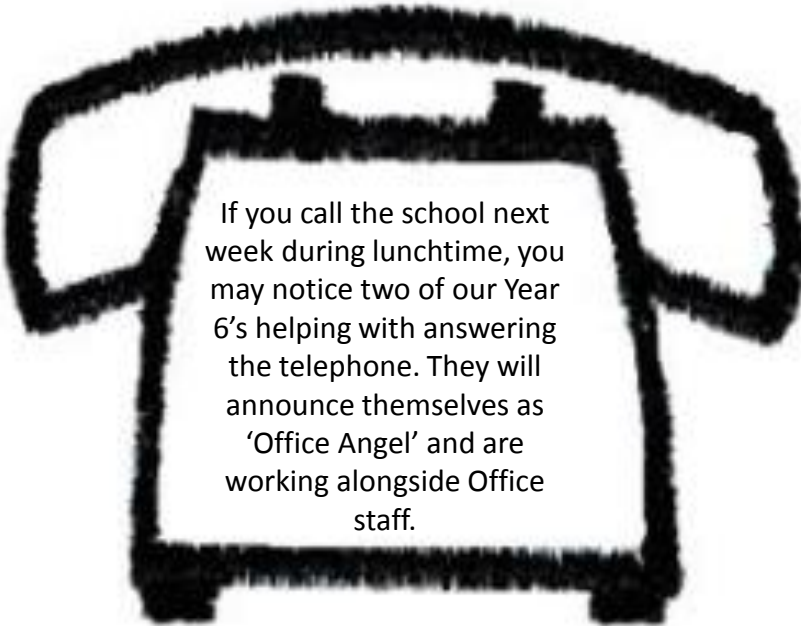 If you call the school next
week during lunchtime, you
may notice two of our Year
6’s helping with answering
the telephone. They will
announce themselves as
‘Office Angel’ and are
working alongside Office
staff.